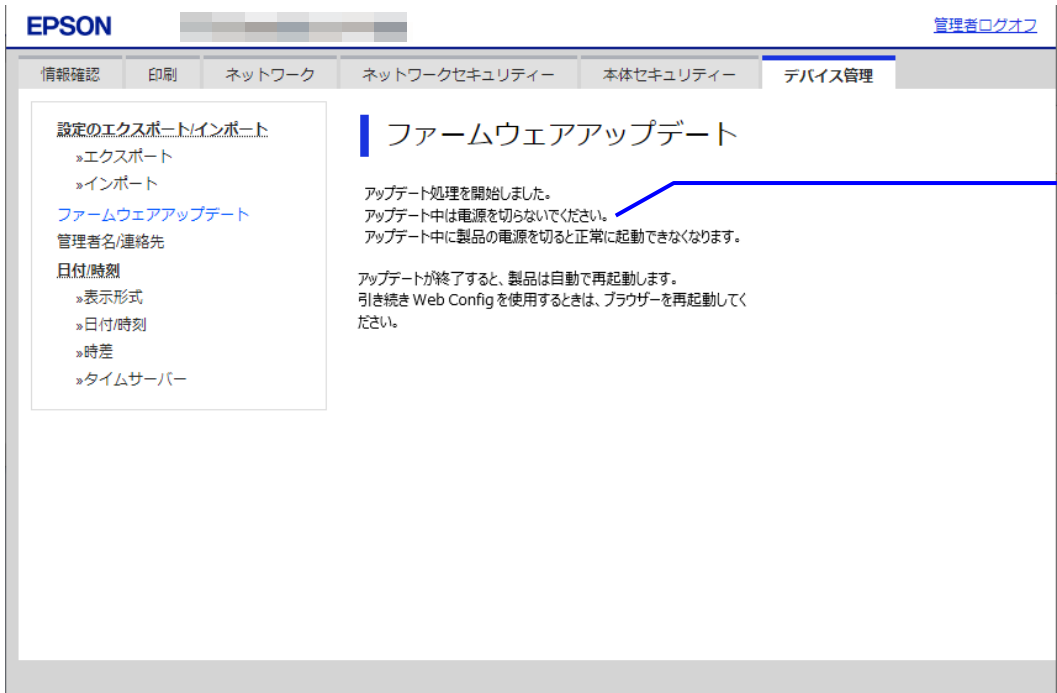 EPSON
管理者ログオフ
情報確認 印刷 ネットワーク ネットワークセキュリティー 本体セキュリティー デバイス管理
設定のエクスポート/インポート
»エクスポート
»インポート
ファームウェアアップデート
管理者名/連絡先
日付/時刻
»表示形式
»日付/時刻
»時差
»タイムサーバー
ファームウェアアップデート
アップデート処理を開始しました。
アップデート中は電源を切らないでください。
アップデート中に製品の電源を切ると正常に起動できなくなります。
アップデートが終了すると、製品は自動で再起動します。
引き続き Web Config を使用するときは、ブラウザーを再起動してく
ださい。